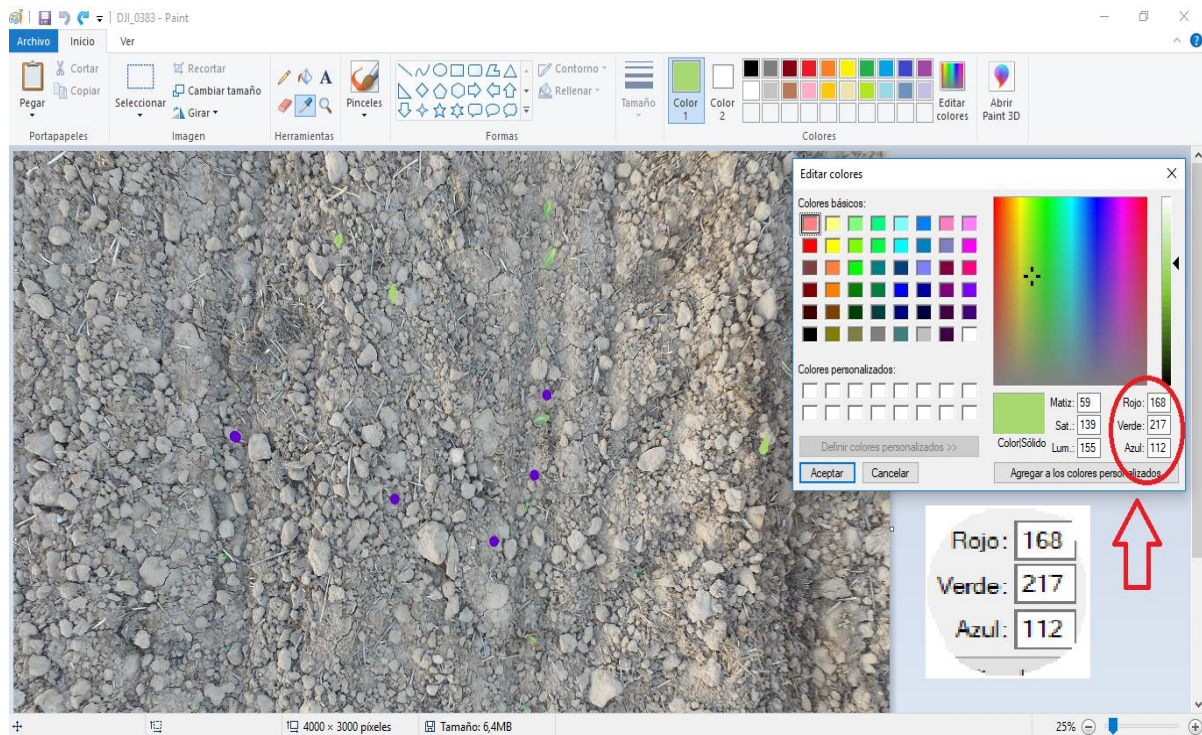 DJI_0383 - Paint
Archivo Inicio Ver
Pegar
Cortar
Copiar
Portapapeles
Seleccionar
Recortar
Cambiar tamaño
Girar
Imagen
A
Herramientas
Pinceles
Contorno
Rellenar
Formas
Tamaño
Color 1
Color 2
Editar colores
Colores
Abrir Paint 3D
Editar colores
Colores básicos:
Colores personalizados:
Definir colores personalizados >>
Aceptar Cancelar
Color|Sólido
Matiz: 59
Sat.: 139
Lum.: 155
Rojo: 168
Verde: 217
Azul: 112
Agregar a los colores personalizados
Rojo: 168
Verde: 217
Azul: 112
4000 × 3000 píxeles Tamaño: 6,4MB 25%